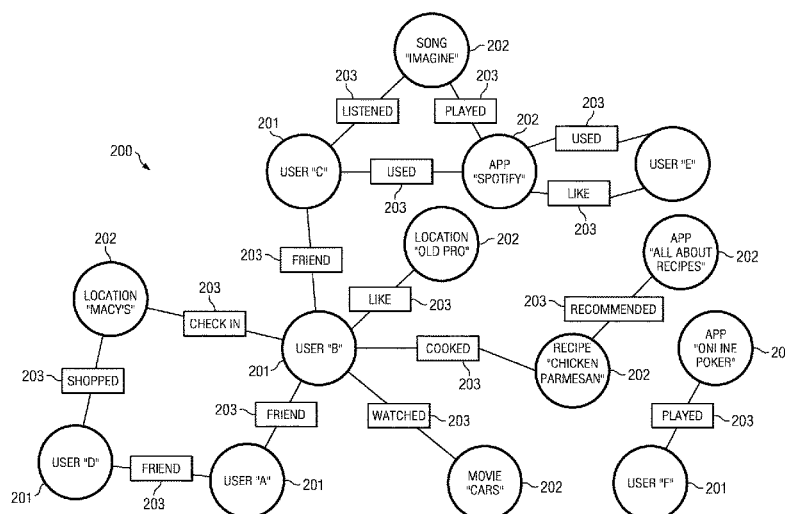 SONG
"IMAGINE"
202
203
203
LISTENED
PLAYED
201
202
203
USED
200
USER "C"
USED
203
APP
"SPOTIFY"
USER "E"
LIKE
203
202
203
FRIEND
LOCATION
"OLD PRO"
202
APP
"ALL ABOUT
RECIPES"
202
LOCATION
"MACY'S"
203
CHECK IN
LIKE
203
203
RECOMMENDED
201
USER "B"
COOKED
203
RECIPE
"CHICKEN
PARMESAN"
202
APP
"ONLINE
POKER"
20
203
SHOPPED
203
FRIEND
WATCHED
203
PLAYED
203
USER "D"
201
FRIEND
203
USER "A"
201
MOVIE
"CARS"
202
USER "F"
201